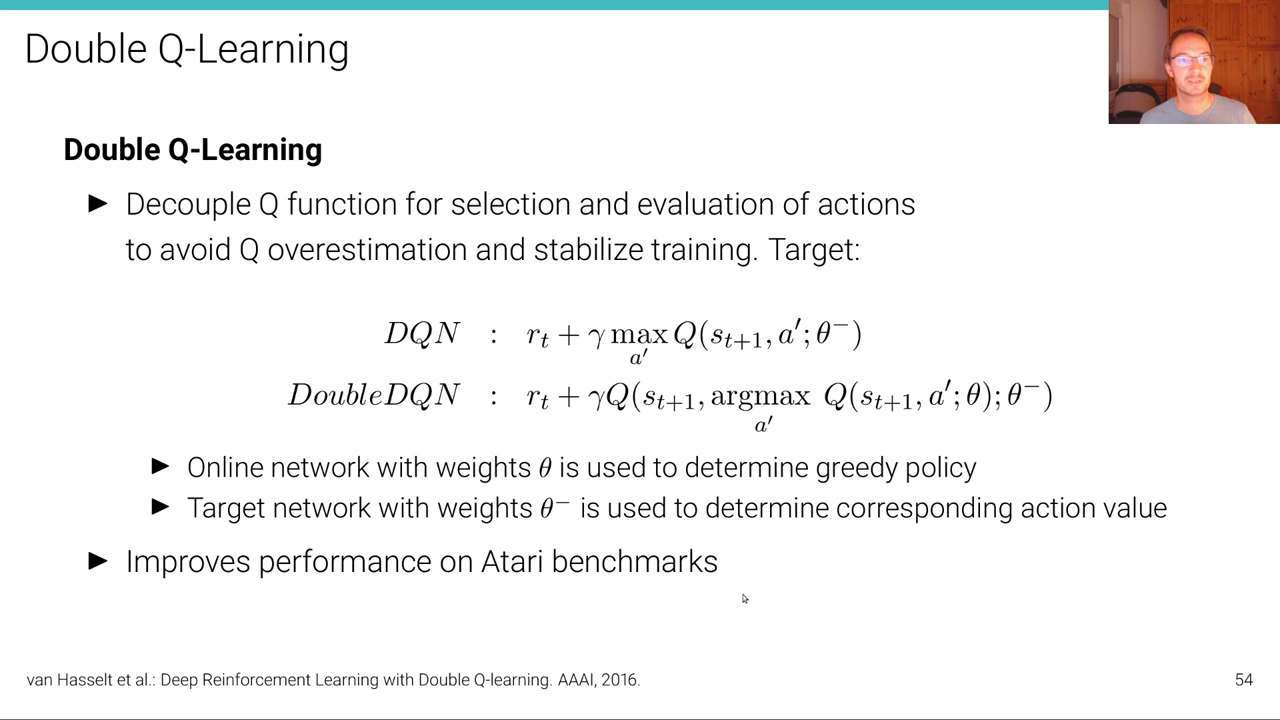 Double Q-Learning
Double Q-Learning
▶ Decouple Q function for selection and evaluation of actions
to avoid Q overestimation and stabilize training. Target:
DQN : r_t + γ max_{a′} Q(s_{t+1}, a′; θ⁻)
DoubleDQN : r_t + γQ(s_{t+1}, argmax_{a′} Q(s_{t+1}, a′; θ); θ⁻)
▶ Online network with weights θ is used to determine greedy policy
▶ Target network with weights θ⁻ is used to determine corresponding action value
▶ Improves performance on Atari benchmarks
van Hasselt et al.: Deep Reinforcement Learning with Double Q-learning. AAAI, 2016.
54